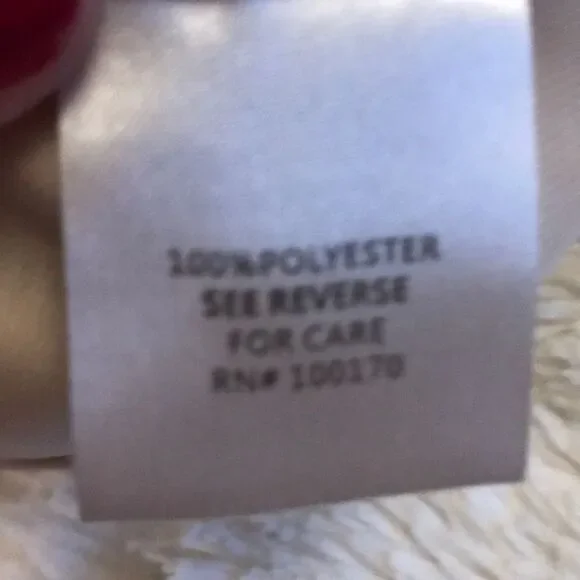 100%POLYESTER
SEE REVERSE
FOR CARE
RN# 100170